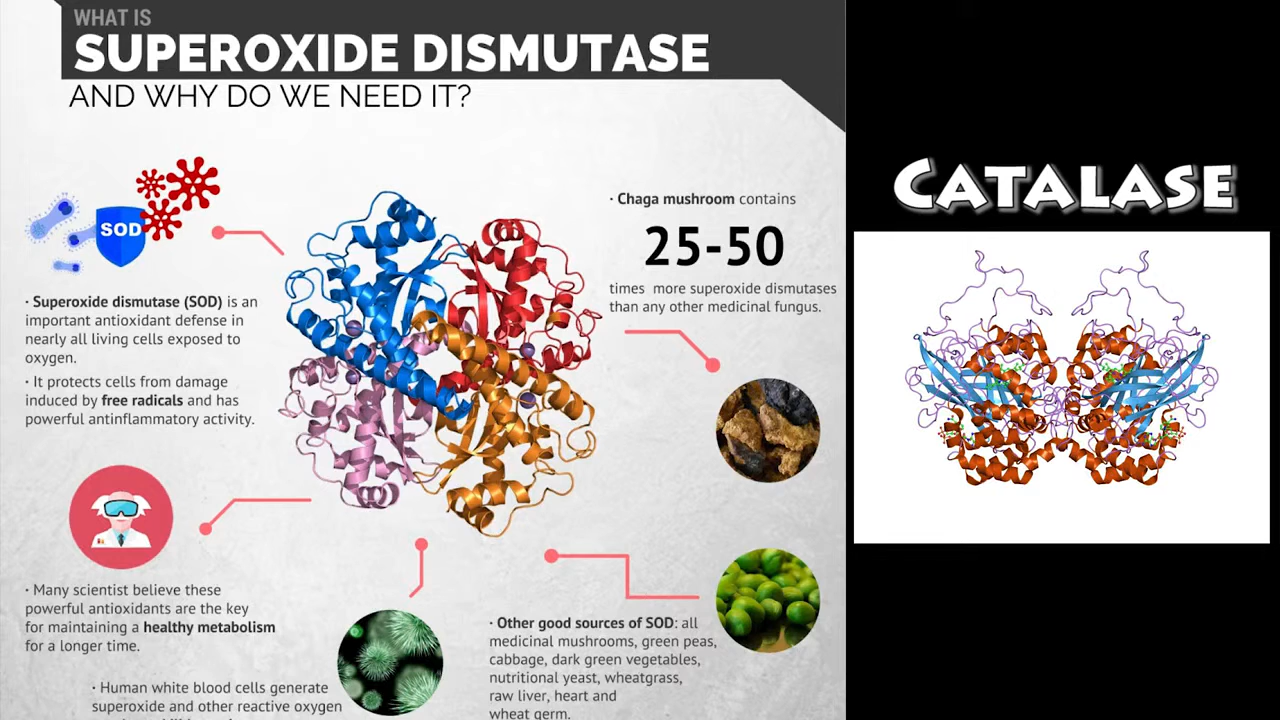 WHAT IS
SUPEROXIDE DISMUTASE
AND WHY DO WE NEED IT?
SOD
· Superoxide dismutase (SOD) is an
important antioxidant defense in
nearly all living cells exposed to
oxygen.
· It protects cells from damage
induced by free radicals and has
powerful antinflammatory activity.
· Many scientist believe these
powerful antioxidants are the key
for maintaining a healthy metabolism
for a longer time.
· Human white blood cells generate
superoxide and other reactive oxygen
· Chaga mushroom contains
25-50
times more superoxide dismutases
than any other medicinal fungus.
· Other good sources of SOD: all
medicinal mushrooms, green peas,
cabbage, dark green vegetables,
nutritional yeast, wheatgrass,
raw liver, heart and
wheat germ.
CATALASE